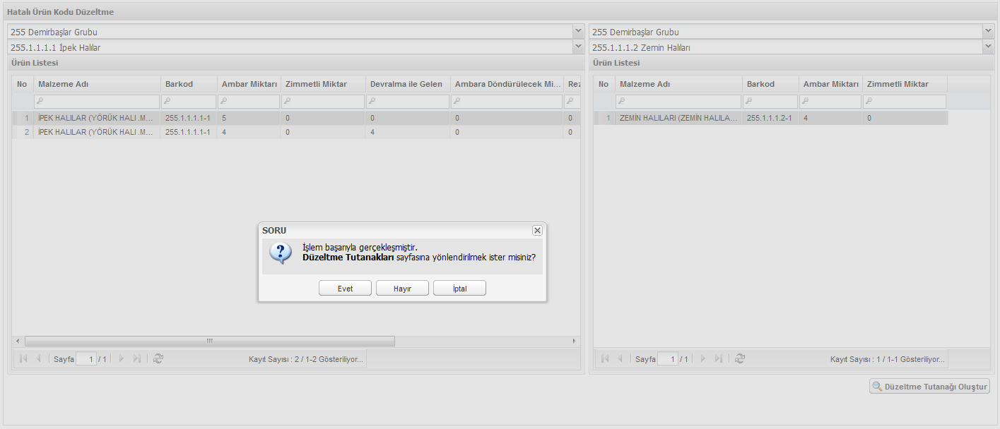 Hatalı Ürün Kodu Düzeltme
255 Demirbaşlar Grubu
255.1.1.1.1 İpek Halılar
Ürün Listesi
No Malzeme Adı Barkod Ambar Miktarı Zimmetli Miktar Devralma ile Gelen Ambara Döndürülecek Mi... Rez
1 İPEK HALILAR (YÖRÜK HALI .M... 255.1.1.1.1-1 5 0 0 0 0
2 İPEK HALILAR (YÖRÜK HALI .M... 255.1.1.1.1-1 4 0 4 0 0
Sayfa 1 / 1 Kayıt Sayısı : 2 / 1-2 Gösteriliyor...
255 Demirbaşlar Grubu
255.1.1.1.2 Zemin Halıları
Ürün Listesi
No Malzeme Adı Barkod Ambar Miktarı Zimmetli Miktar
1 ZEMİN HALILARI (ZEMİN HALILA... 255.1.1.1.2-1 4 0
Sayfa 1 / 1 Kayıt Sayısı : 1 / 1-1 Gösteriliyor...
Düzeltme Tutanağı Oluştur
SORU
İşlem başarıyla gerçekleşmiştir.
Düzeltme Tutanakları sayfasına yönlendirilmek ister misiniz?
Evet Hayır İptal